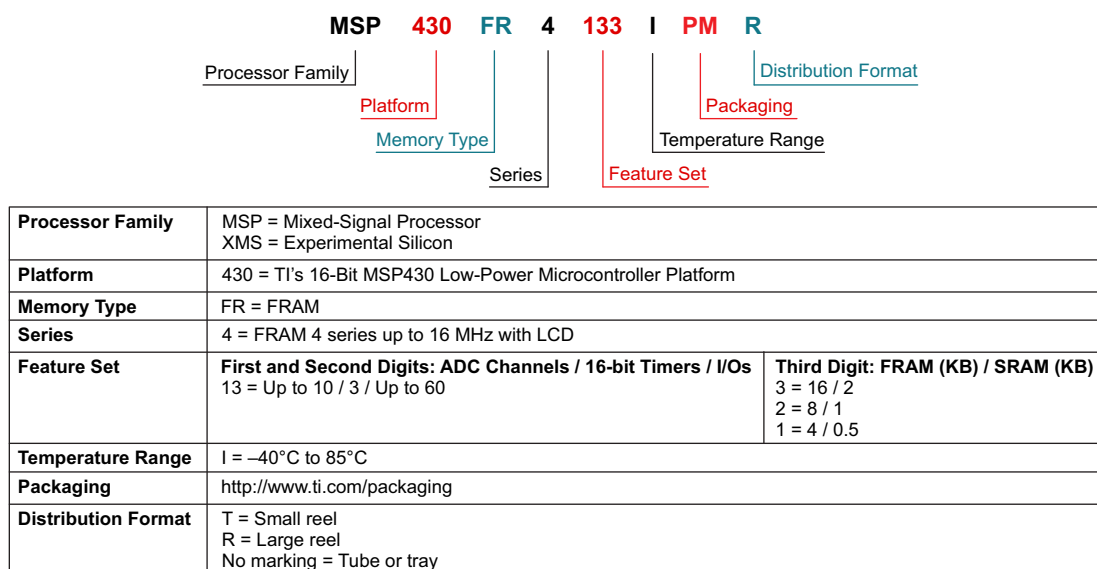 MSP 430 FR 4 133 I PM R
Processor Family
Distribution Format
Platform
Packaging
Memory Type
Temperature Range
Series
Feature Set
Processor Family
MSP = Mixed-Signal Processor
XMS = Experimental Silicon
Platform
430 = TI's 16-Bit MSP430 Low-Power Microcontroller Platform
Memory Type
FR = FRAM
Series
4 = FRAM 4 series up to 16 MHz with LCD
Feature Set
First and Second Digits: ADC Channels / 16-bit Timers / I/Os
13 = Up to 10 / 3 / Up to 60
Third Digit: FRAM (KB) / SRAM (KB)
3 = 16 / 2
2 = 8 / 1
1 = 4 / 0.5
Temperature Range
I = –40°C to 85°C
Packaging
http://www.ti.com/packaging
Distribution Format
T = Small reel
R = Large reel
No marking = Tube or tray